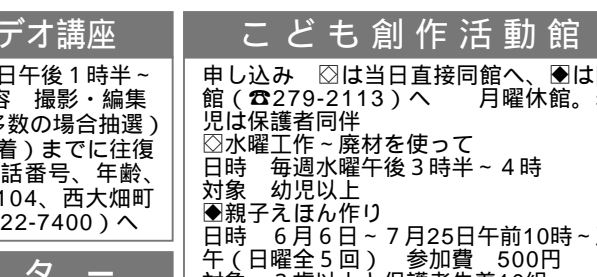 デオ講座
日午後1時半~
容 撮影・編集
多数の場合抽選)
着)までに往復
話番号、年齢、
104、西大畑町
22-7400)へ
ター
こども創作活動館
申し込み ◇は当日直接同館へ、◆は
館(☎279-2113)へ 月曜休館。
児は保護者同伴
◇水曜工作~廃材を使って
日時 毎週水曜午後3時半~4時
対象 幼児以上
◆親子えほん作り
日時 6月6日~7月25日午前10時~
午(日曜全5回) 参加費 500円